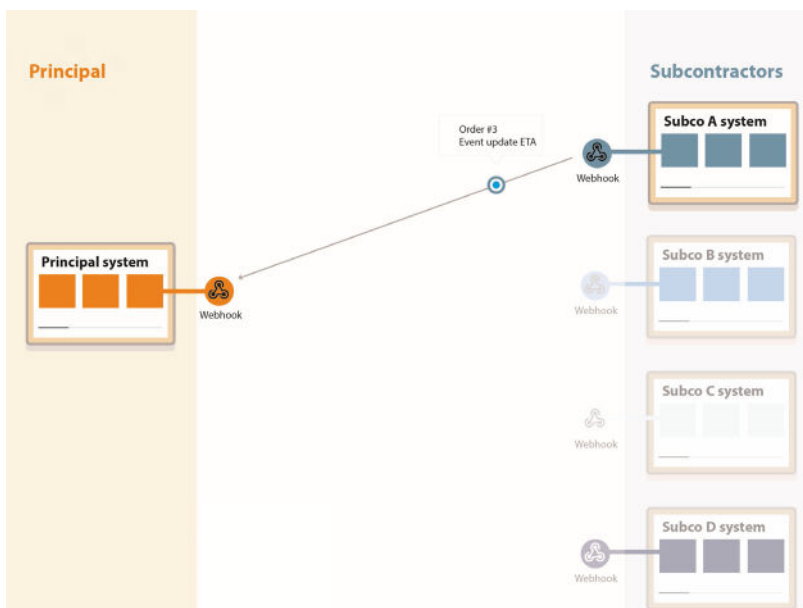 Principal
Subcontractors
Order #3
Event update ETA
Subco A system
Webhook
Principal system
Webhook
Subco B system
Webhook
Subco C system
Webhook
Subco D system
Webhook